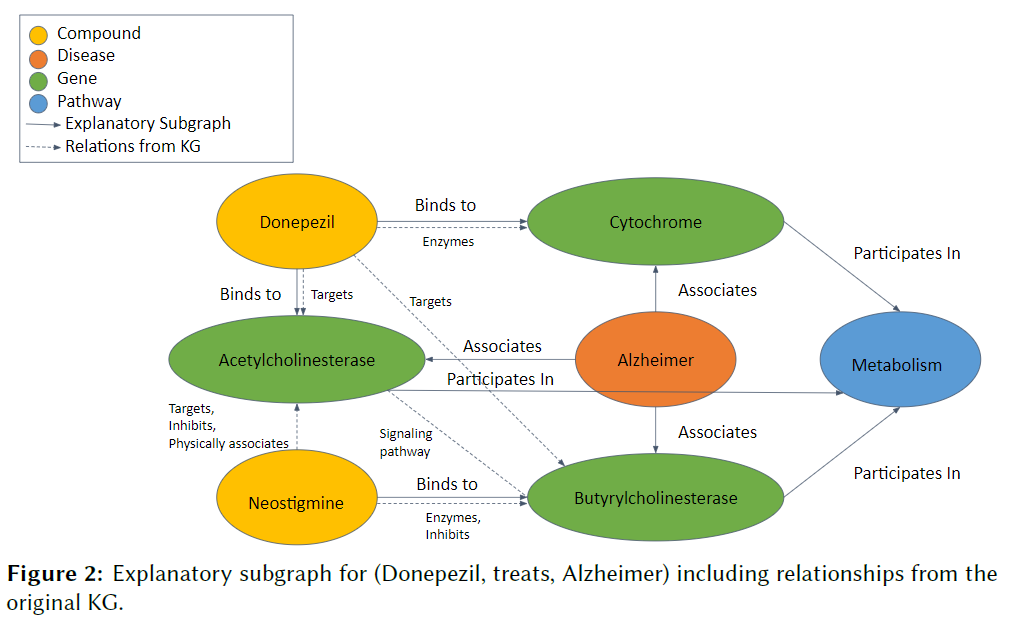 Compound
Disease
Gene
Pathway
Explanatory Subgraph
Relations from KG
Donepezil
Binds to
Enzymes
Cytochrome
Participates In
Binds to
Targets
Targets
Associates
Acetylcholinesterase
Associates
Alzheimer
Metabolism
Participates In
Targets,
Inhibits,
Physically associates
Signaling
pathway
Associates
Participates In
Neostigmine
Binds to
Enzymes,
Inhibits
Butyrylcholinesterase
Figure 2: Explanatory subgraph for (Donepezil, treats, Alzheimer) including relationships from the
original KG.